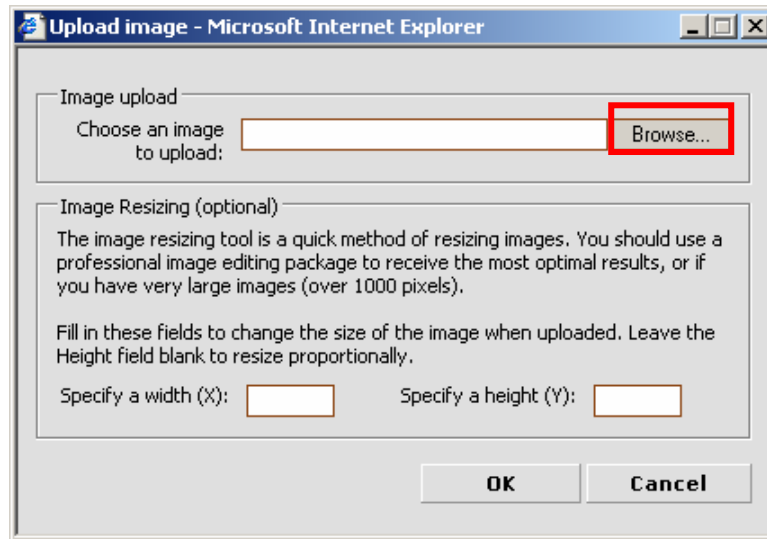 Upload image - Microsoft Internet Explorer
Image upload
Choose an image
to upload:
Browse...
Image Resizing (optional)
The image resizing tool is a quick method of resizing images. You should use a
professional image editing package to receive the most optimal results, or if
you have very large images (over 1000 pixels).
Fill in these fields to change the size of the image when uploaded. Leave the
Height field blank to resize proportionally.
Specify a width (X): Specify a height (Y):
OK Cancel